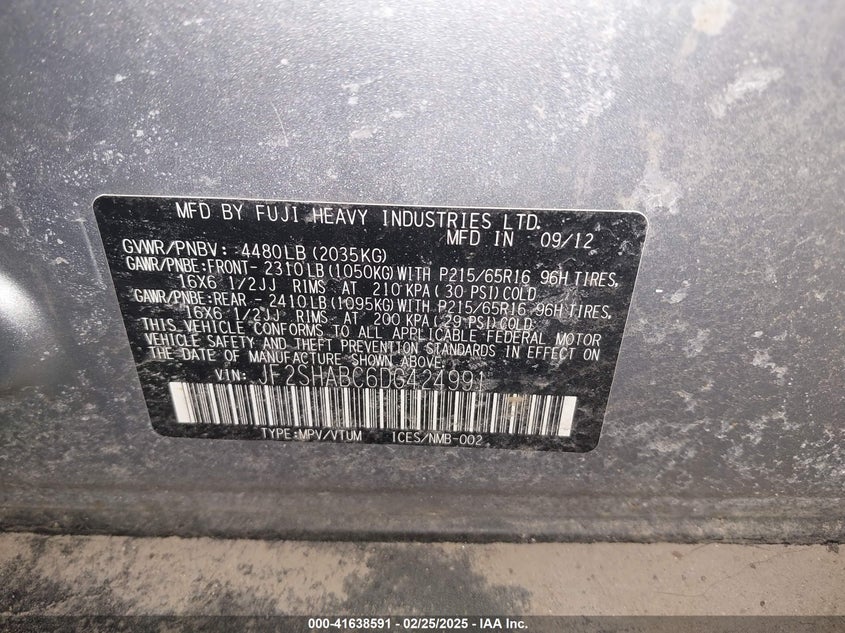 MFD BY FUJI HEAVY INDUSTRIES LTD.
MFD IN 09/12
GVWR/PNBV: 4480LB (2035KG)
GAWR/PNBE:FRONT- 2310LB (1050KG)WITH P215/65R16 96H TIRES,
16X6 1/2JJ RIMS AT 210 KPA (30 PSI)COLD
GAWR/PNBE:REAR - 2410LB (1095KG)WITH P215/65R16 96H TIRES,
16X6 1/2JJ RIMS AT 200 KPA (29 PSI)COLD
THIS VEHICLE CONFORMS TO ALL APPLICABLE FEDERAL MOTOR
VEHICLE SAFETY AND THEFT PREVENTION STANDARDS IN EFFECT ON
THE DATE OF MANUFACTURE SHOWN ABOVE.
VIN: JF2SHABC6DG424991
TYPE:MPV/VTUM ICES/NMB-002
000-41638591 - 02/25/2025 - IAA Inc.